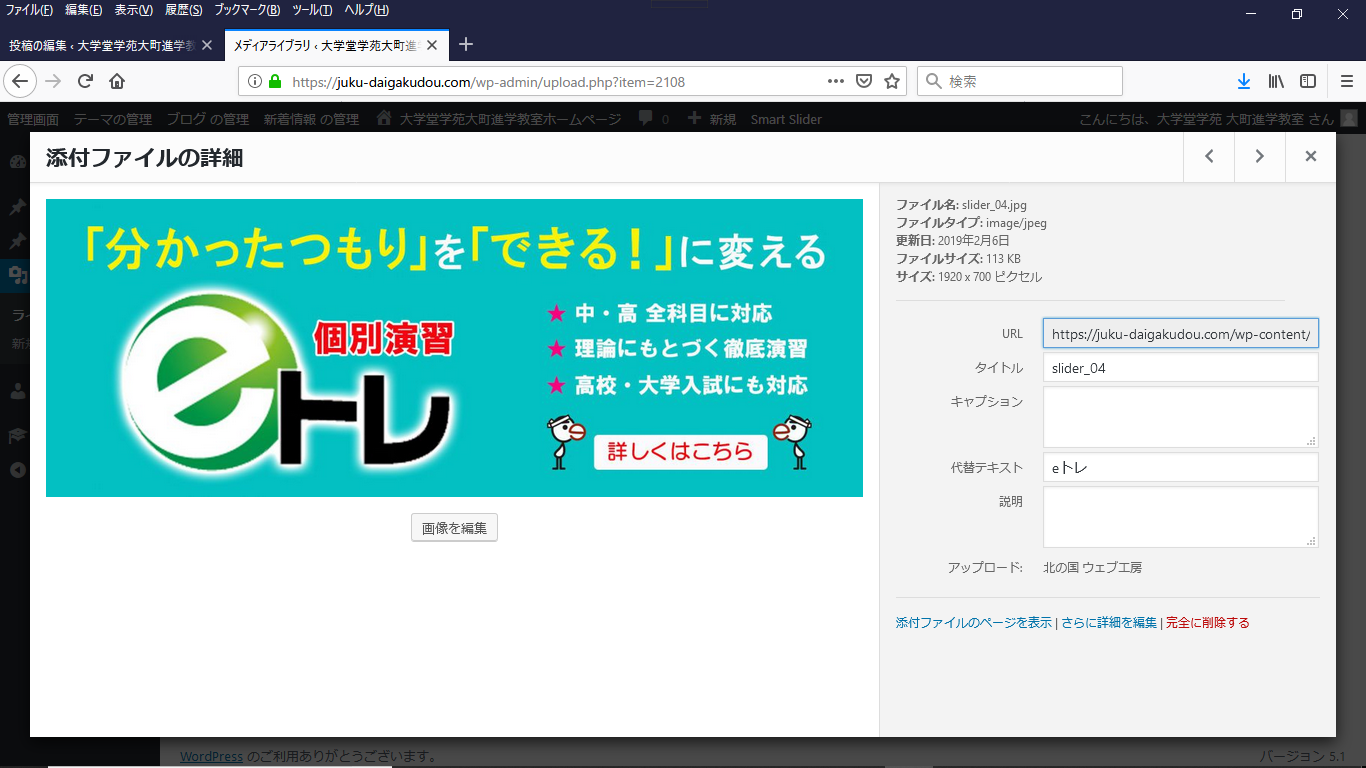 ファイル(F) 編集(E) 表示(V) 履歴(S) ブックマーク(B) ツール(T) ヘルプ(H)
投稿の編集 ‹ 大学堂学苑大町進学教
メディアライブラリ ‹ 大学堂学苑大町進
https://juku-daigakudou.com/wp-admin/upload.php?item=2108
検索
管理画面 テーマの管理 ブログ の管理 新着情報 の管理 大学堂学苑大町進学教室ホームページ 0 新規 Smart Slider こんにちは、大学堂学苑 大町進学教室 さん
添付ファイルの詳細
「分かったつもり」を「できる！」に変える
個別演習
eトレ
★ 中・高 全科目に対応
★ 理論にもとづく徹底演習
★ 高校・大学入試にも対応
詳しくはこちら
画像を編集
ファイル名: slider_04.jpg
ファイルタイプ: image/jpeg
更新日: 2019年2月6日
ファイルサイズ: 113 KB
サイズ: 1920 x 700 ピクセル
URL https://juku-daigakudou.com/wp-content/
タイトル slider_04
キャプション
代替テキスト eトレ
説明
アップロード: 北の国 ウェブ工房
添付ファイルのページを表示 | さらに詳細を編集 | 完全に削除する
ライ
新規
WordPress のご利用ありがとうございます。
バージョン 5.1